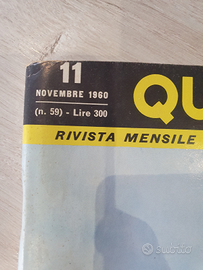 11
NOVEMBRE 1960
(n. 59) - Lire 300
QU
RIVISTA MENSILE